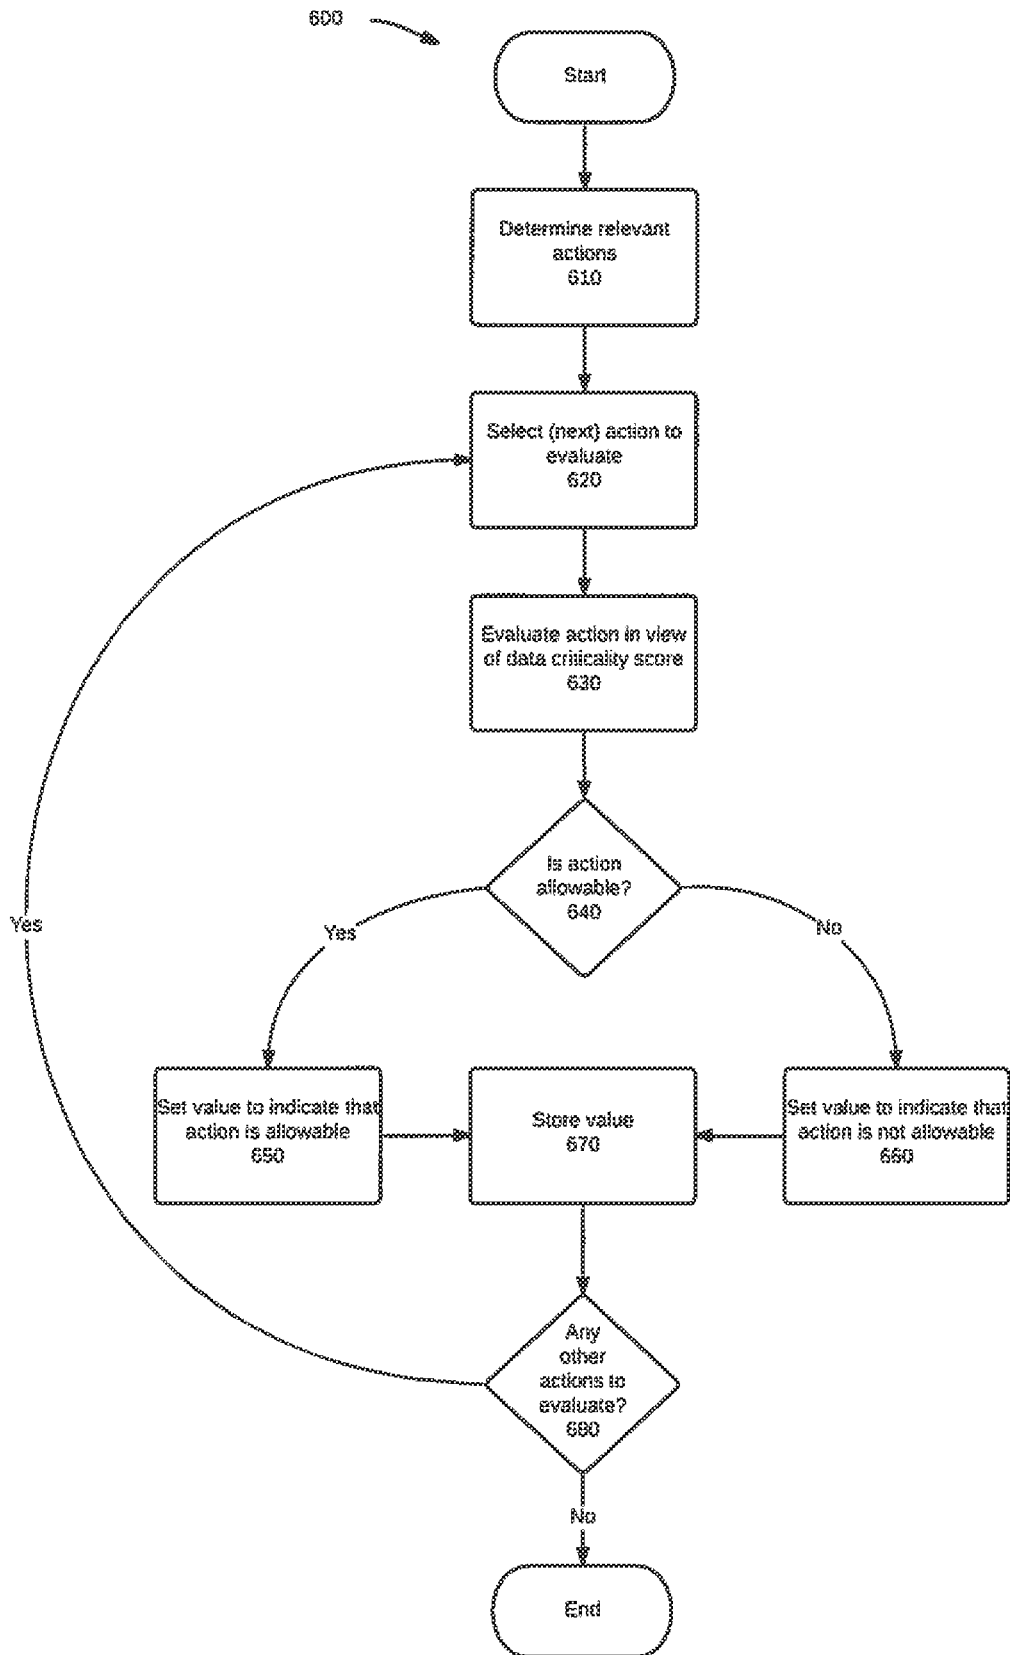 600
Start
Determine relevant
actions
610
Select (next) action to
evaluate
620
Evaluate action in view
of data criticality score
630
Is action
allowable?
640
Yes
Yes
No
Set value to indicate that
action is allowable
650
Store value
670
Set value to indicate that
action is not allowable
660
Any
other
actions to
evaluate?
680
No
End